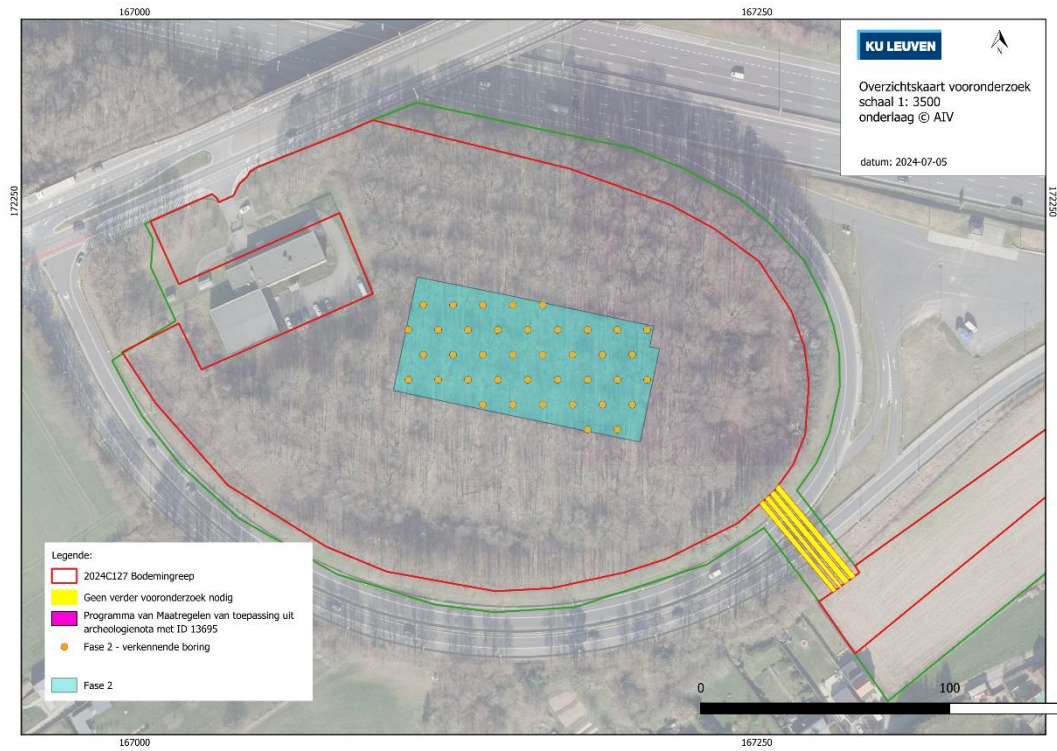 167000
167250
KU LEUVEN
N
Overzichtskaart vooronderzoek
schaal 1: 3500
onderlaag © AIV
datum: 2024-07-05
172250
172250
Legende:
2024C127 Bodemingreep
Geen verder vooronderzoek nodig
Programma van Maatregelen van toepassing uit
archeologienota met ID 13695
Fase 2 - verkennende boring
Fase 2
0
100
167000
167250